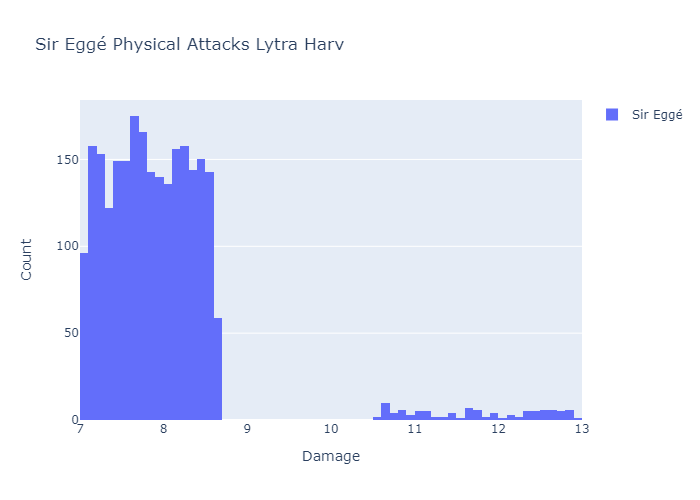 Sir Eggé Physical Attacks Lytra Harv
Sir Eggé
150
100
50
0
7 8 9 10 11 12 13
Count
Damage